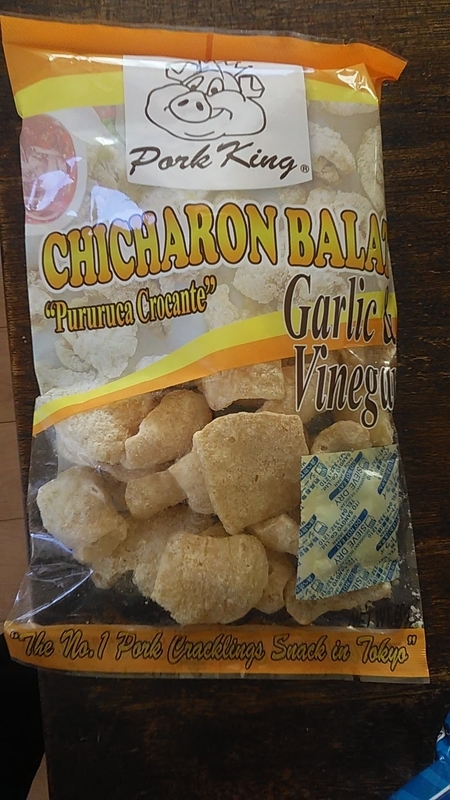 Pork King®
CHICHARON BALA
"Pururuca Crocante"
Garlic &
Vinega
"The No.1 Pork Cracklings Snack in Tokyo"